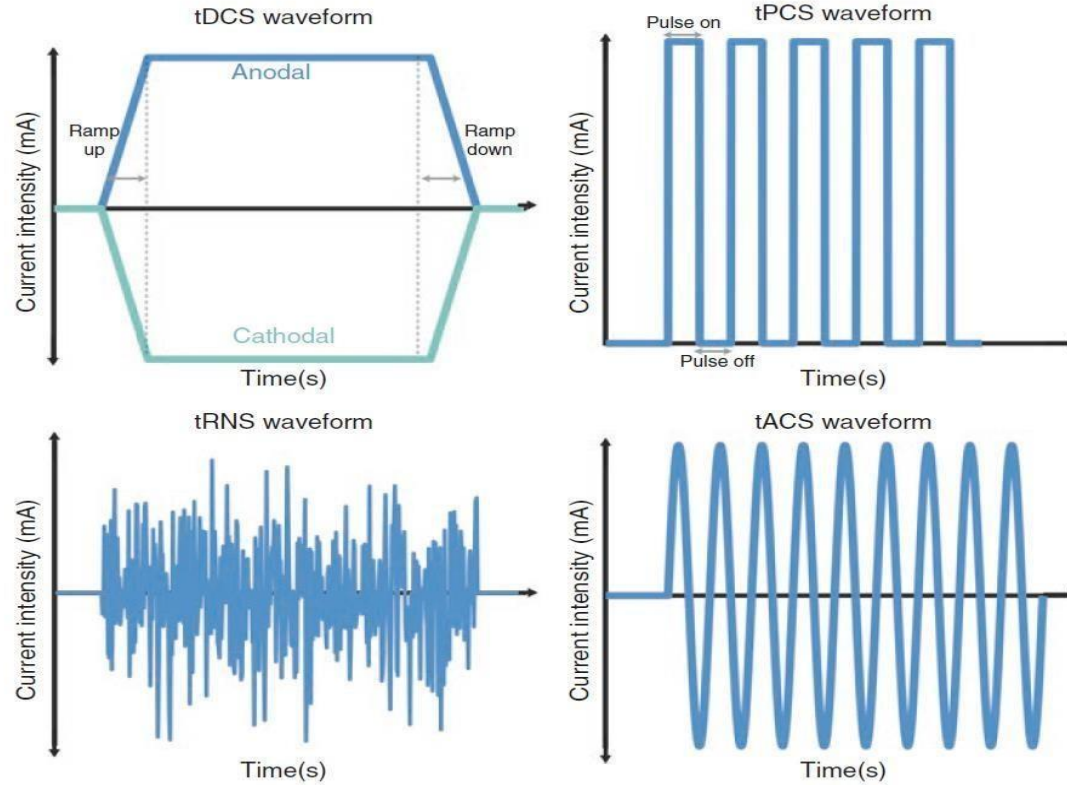 tDCS waveform
Current intensity (mA)
Anodal
Ramp
up
Ramp
down
Cathodal
Time(s)
tPCS waveform
Current intensity (mA)
Pulse on
Pulse off
Time(s)
tRNS waveform
Current intensity (mA)
Time(s)
tACS waveform
Current intensity (mA)
Time(s)